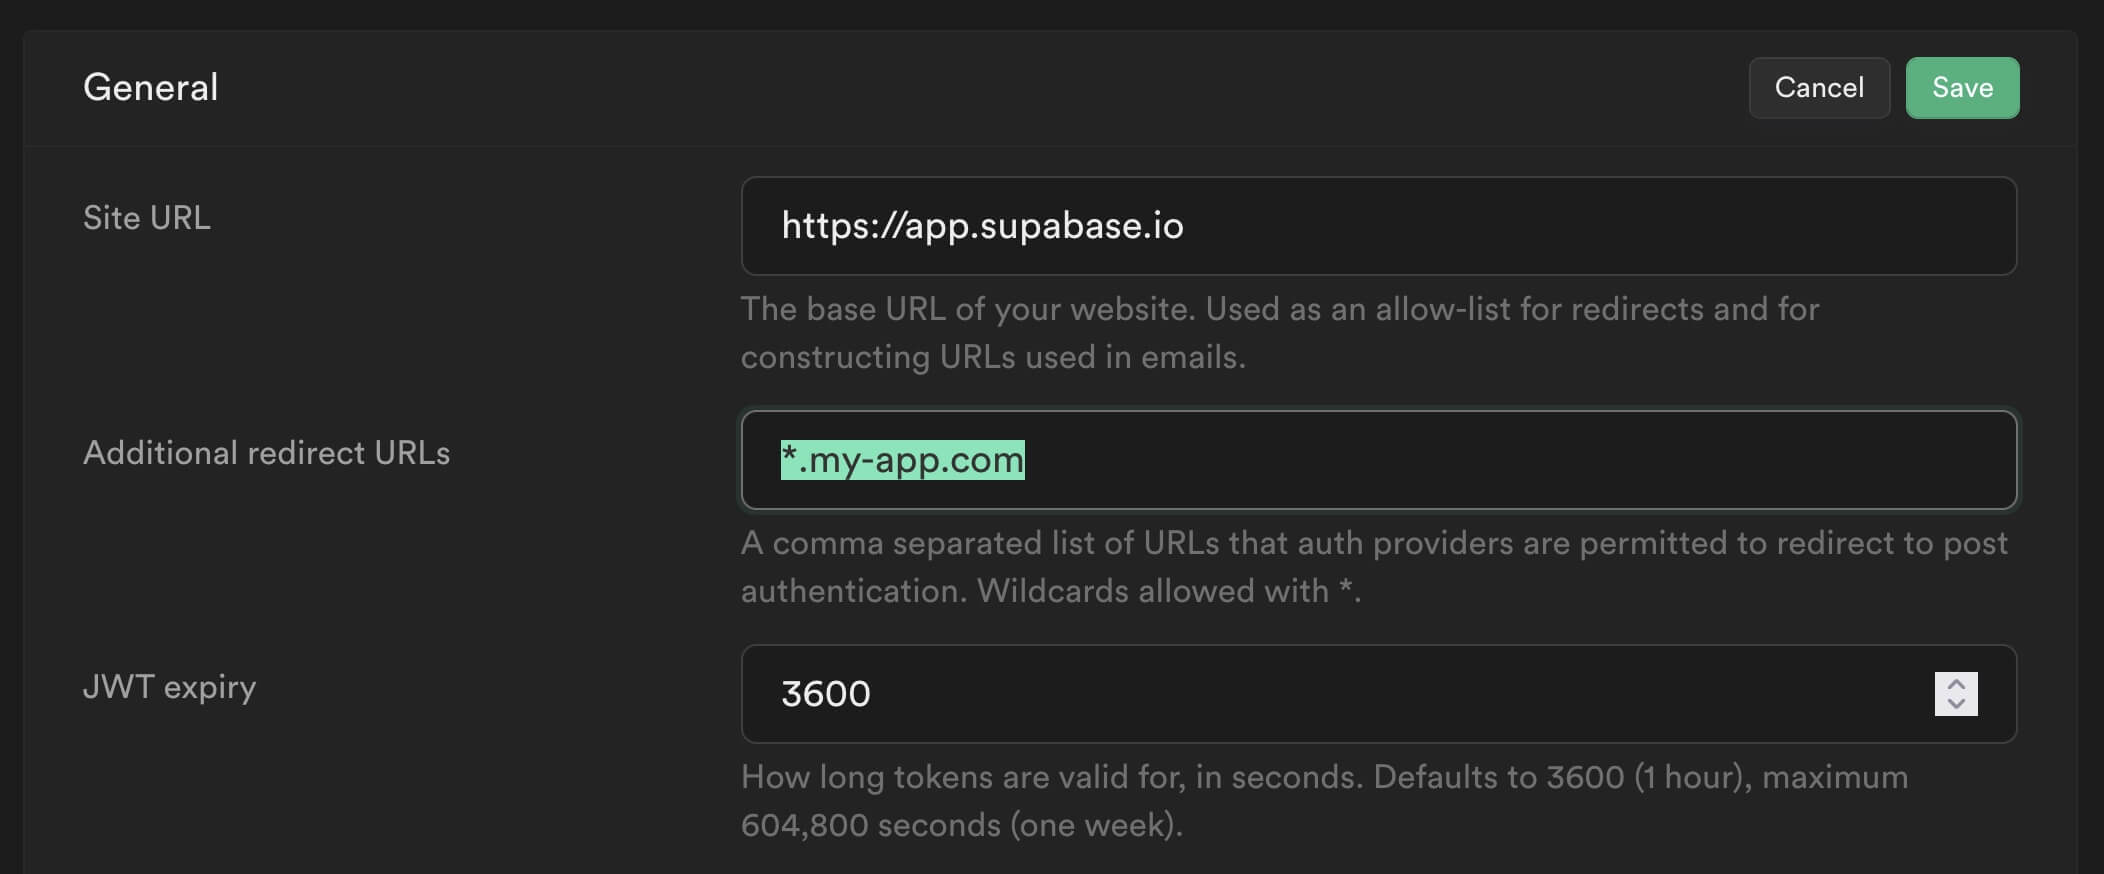 General
Cancel
Save
Site URL
https://app.supabase.io
The base URL of your website. Used as an allow-list for redirects and for
constructing URLs used in emails.
Additional redirect URLs
*.my-app.com
A comma separated list of URLs that auth providers are permitted to redirect to post
authentication. Wildcards allowed with *.
JWT expiry
3600
How long tokens are valid for, in seconds. Defaults to 3600 (1 hour), maximum
604,800 seconds (one week).